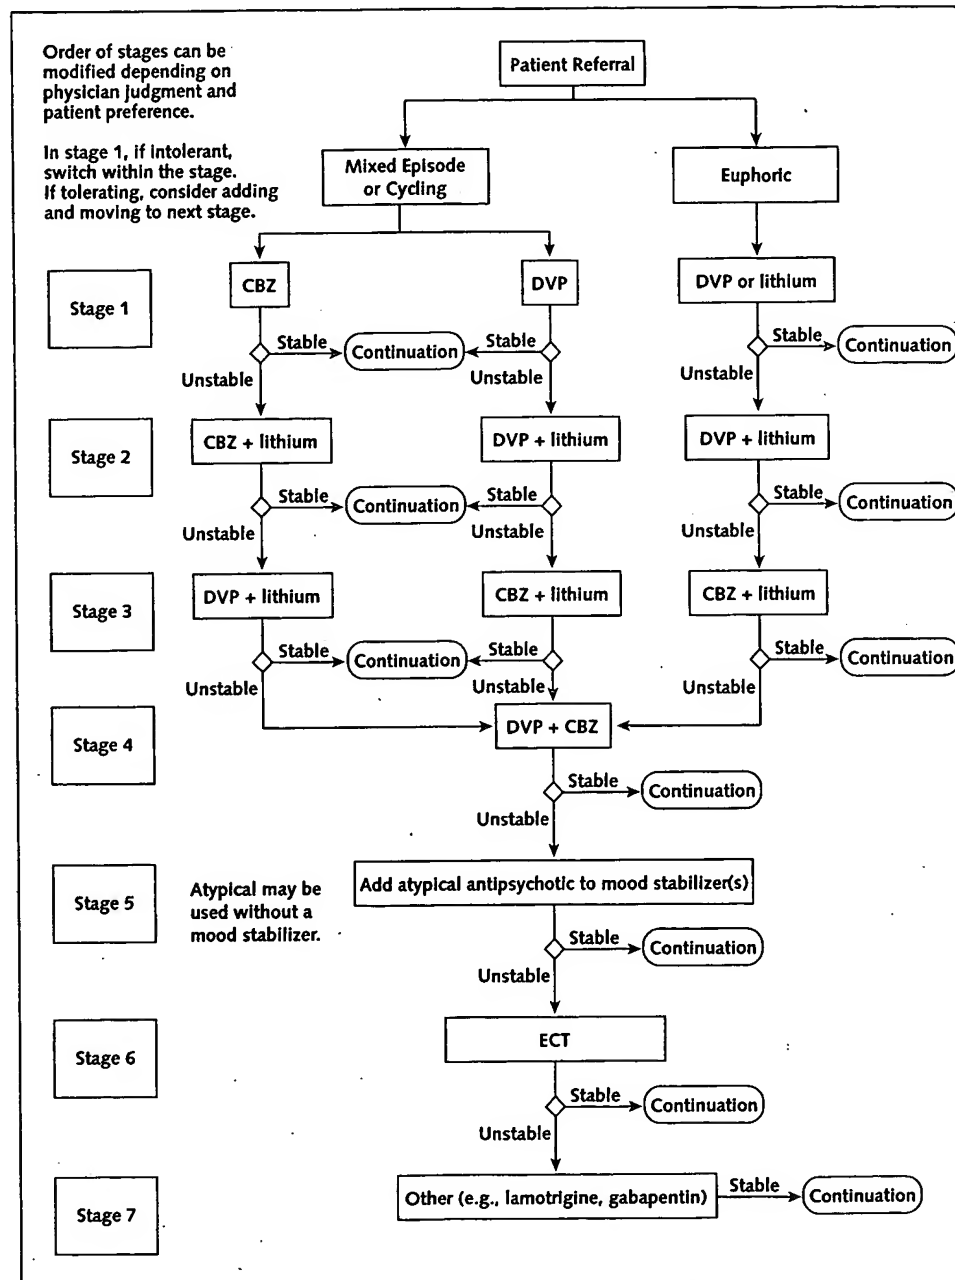 Order of stages can be
modified depending on
physician judgment and
patient preference.
In stage 1, if intolerant,
switch within the stage.
If tolerating, consider adding
and moving to next stage.
Patient Referral
Mixed Episode
or Cycling
Euphoric
Stage 1
CBZ
DVP
DVP or lithium
Stable
Continuation
Stable
Stable
Continuation
Unstable
Unstable
Unstable
Stage 2
CBZ + lithium
DVP + lithium
DVP + lithium
Stable
Continuation
Stable
Stable
Continuation
Unstable
Unstable
Unstable
Stage 3
DVP + lithium
CBZ + lithium
CBZ + lithium
Stable
Continuation
Stable
Stable
Continuation
Unstable
Unstable
Unstable
Stage 4
DVP + CBZ
Stable
Continuation
Unstable
Stage 5
Atypical may be
used without a
mood stabilizer.
Add atypical antipsychotic to mood stabilizer(s)
Stable
Continuation
Unstable
Stage 6
ECT
Stable
Continuation
Unstable
Stage 7
Other (e.g., lamotrigine, gabapentin)
Stable
Continuation